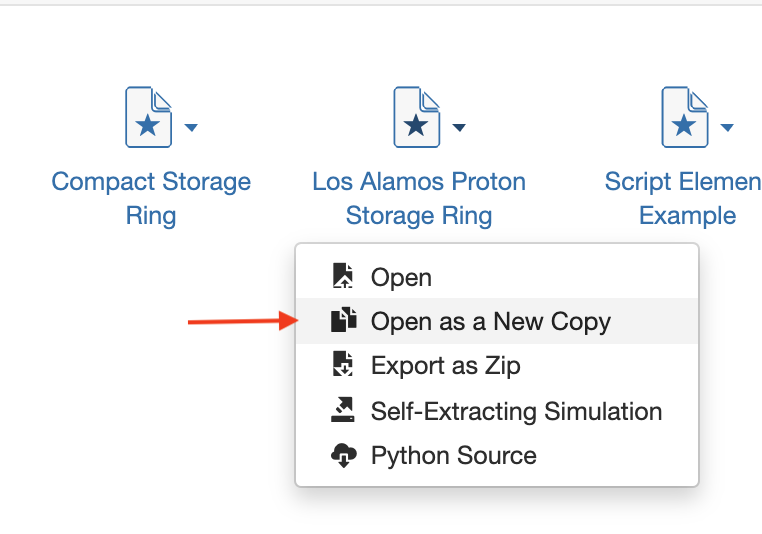 Compact Storage
Ring
Los Alamos Proton
Storage Ring
Script Elemen
Example
Open
Open as a New Copy
Export as Zip
Self-Extracting Simulation
Python Source